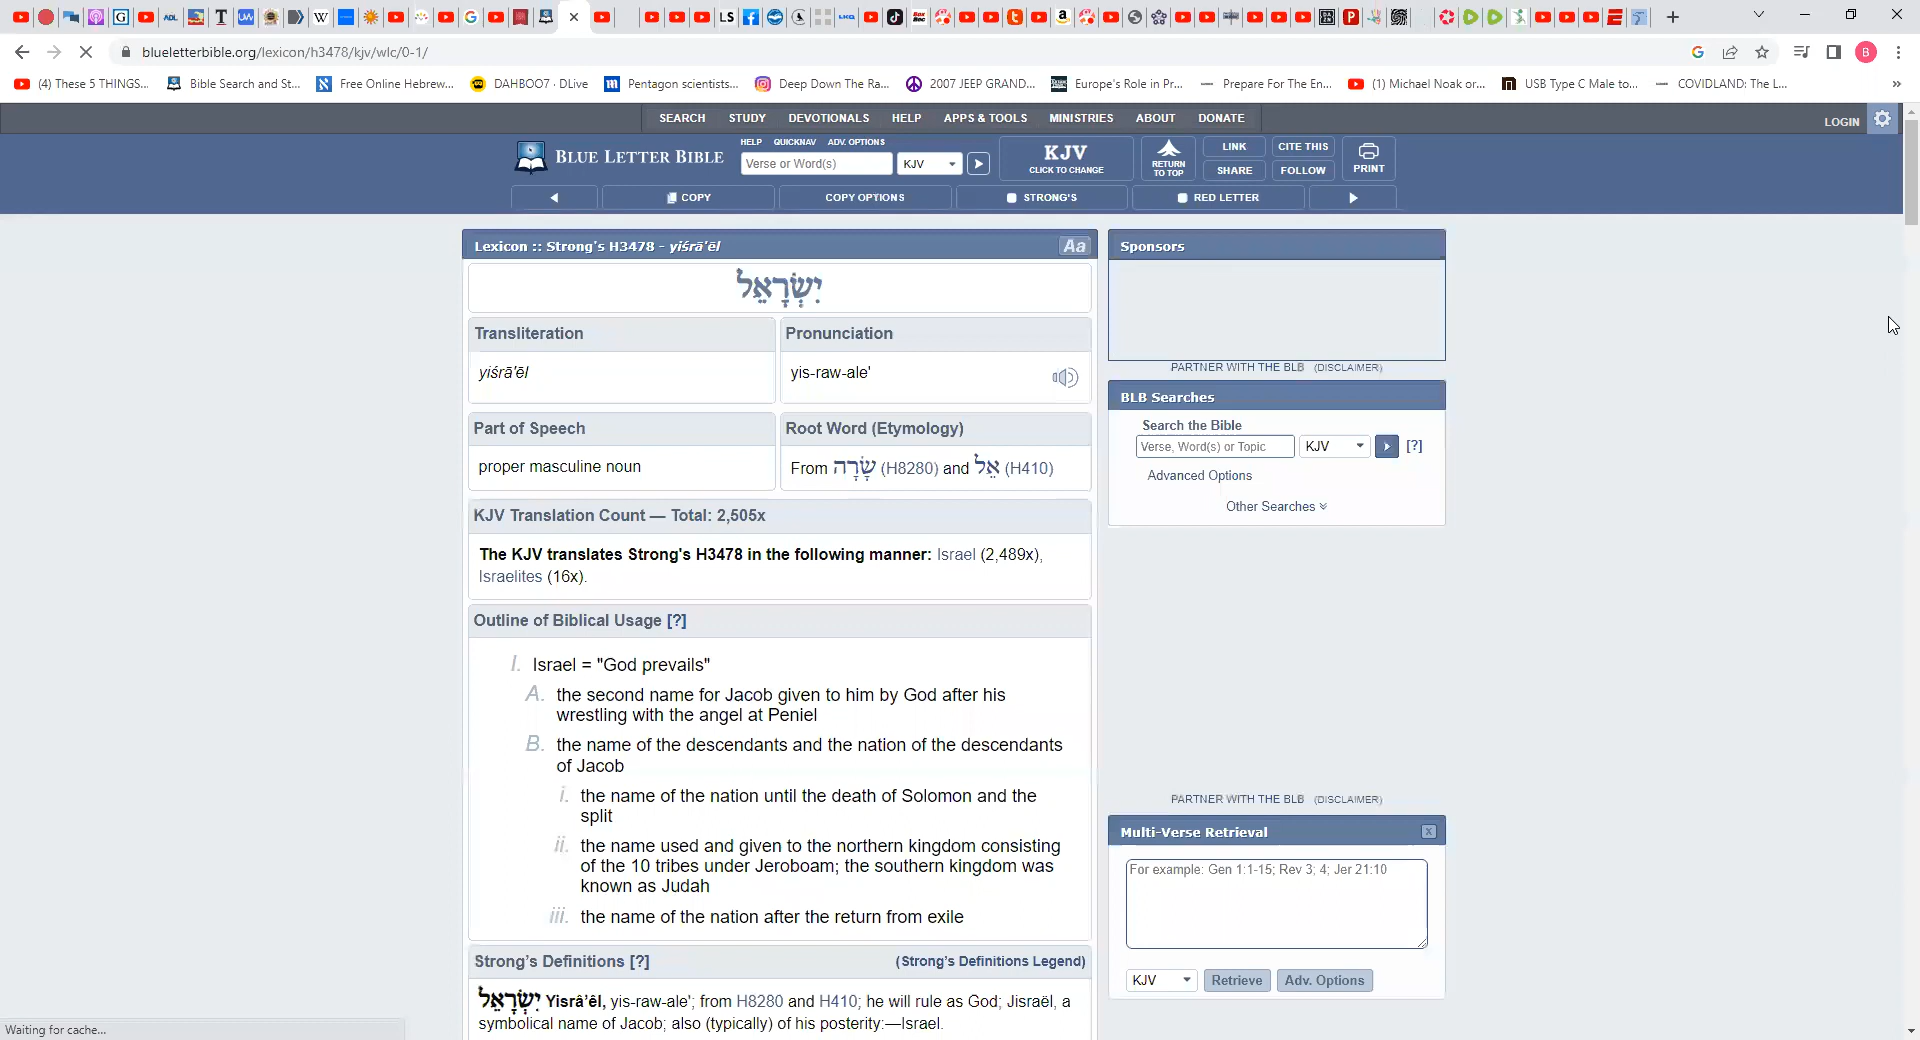 blueletterbible.org/lexicon/h3478/kjv/wlc/0-1/
(4) These 5 THINGS... Bible Search and St... Free Online Hebrew... DAHBOO7 · DLive Pentagon scientists... Deep Down The Ra... 2007 JEEP GRAND... Europe's Role in Pr... Prepare For The En... (1) Michael Noak or... USB Type C Male to... COVIDLAND: The L... »
SEARCH STUDY DEVOTIONALS HELP APPS & TOOLS MINISTRIES ABOUT DONATE
LOGIN
BLUE LETTER BIBLE
HELP QUICKNAV ADV. OPTIONS
Verse or Word(s) KJV
KJV
CLICK TO CHANGE
RETURN
TO TOP
LINK CITE THIS
SHARE FOLLOW
PRINT
COPY COPY OPTIONS STRONG'S RED LETTER
Lexicon :: Strong's H3478 - yiśrā'ēl Aa
יִשְׂרָאֵל
Transliteration
yiśrā'ēl
Pronunciation
yis-raw-ale'
Part of Speech
proper masculine noun
Root Word (Etymology)
From שָׂרָה (H8280) and אֵל (H410)
KJV Translation Count — Total: 2,505x
The KJV translates Strong's H3478 in the following manner: Israel (2,489x),
Israelites (16x).
Outline of Biblical Usage [?]
I. Israel = "God prevails"
A. the second name for Jacob given to him by God after his
wrestling with the angel at Peniel
B. the name of the descendants and the nation of the descendants
of Jacob
i. the name of the nation until the death of Solomon and the
split
ii. the name used and given to the northern kingdom consisting
of the 10 tribes under Jeroboam; the southern kingdom was
known as Judah
iii. the name of the nation after the return from exile
Strong's Definitions [?] (Strong's Definitions Legend)
יִשְׂרָאֵל Yisrâʼêl, yis-raw-ale'; from H8280 and H410; he will rule as God; Jisraël, a
symbolical name of Jacob; also (typically) of his posterity:—Israel.
Sponsors
PARTNER WITH THE BLB (DISCLAIMER)
BLB Searches
Search the Bible
Verse, Word(s) or Topic KJV [?]
Advanced Options
Other Searches
PARTNER WITH THE BLB (DISCLAIMER)
Multi-Verse Retrieval x
For example: Gen 1:1-15; Rev 3; 4; Jer 21:10
KJV Retrieve Adv. Options
Waiting for cache...